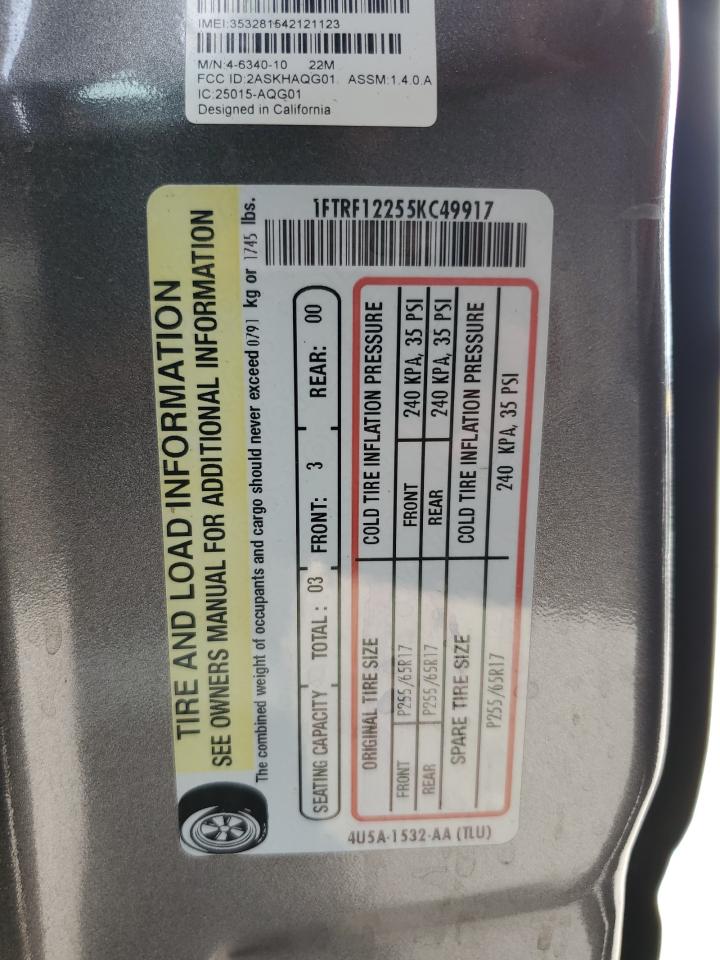 IMEI:353281642121123
M/N:4-6340-10 22M
FCC ID:2ASKHAQG01 ASSM:1.4.0.A
IC:25015-AQG01
Designed in California
1FTRF12255KC49917
TIRE AND LOAD INFORMATION
SEE OWNERS MANUAL FOR ADDITIONAL INFORMATION
The combined weight of occupants and cargo should never exceed 0791 kg or 1745 lbs.
SEATING CAPACITY TOTAL: 03 FRONT: 3 REAR: 00
ORIGINAL TIRE SIZE COLD TIRE INFLATION PRESSURE
FRONT P255/65R17 FRONT 240 KPA, 35 PSI
REAR P255/65R17 REAR 240 KPA, 35 PSI
SPARE TIRE SIZE COLD TIRE INFLATION PRESSURE
P255/65R17 240 KPA, 35 PSI
4U5A-1532-AA (TLU)